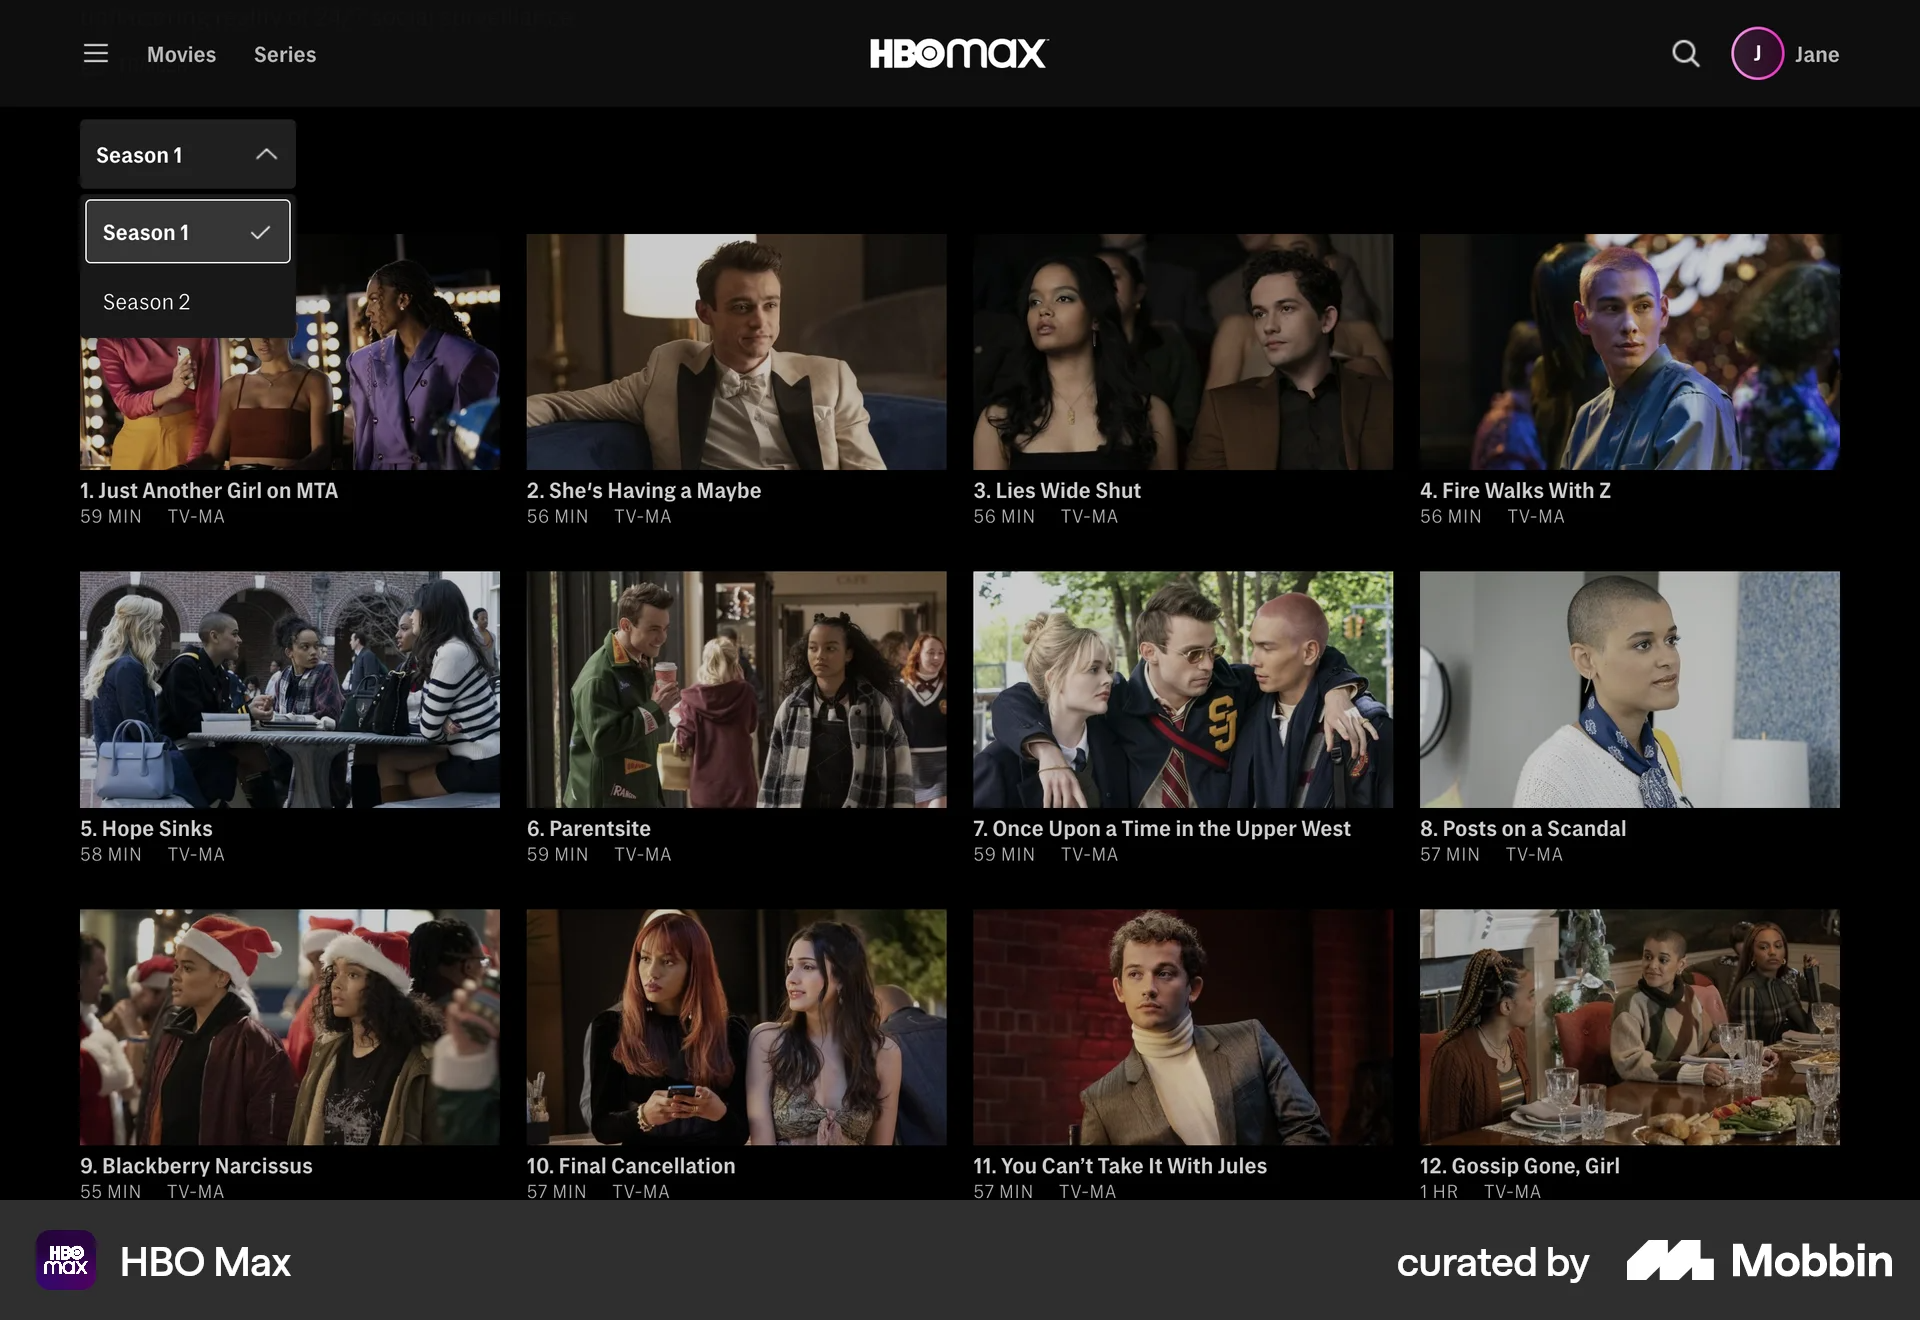 Movies Series HBOMAX J Jane
Season 1
Season 1
Season 2
1. Just Another Girl on MTA
59 MIN TV-MA
2. She's Having a Maybe
56 MIN TV-MA
3. Lies Wide Shut
56 MIN TV-MA
4. Fire Walks With Z
56 MIN TV-MA
CAFE
SJ
5. Hope Sinks
58 MIN TV-MA
6. Parentsite
59 MIN TV-MA
7. Once Upon a Time in the Upper West
59 MIN TV-MA
8. Posts on a Scandal
57 MIN TV-MA
9. Blackberry Narcissus
55 MIN TV-MA
10. Final Cancellation
57 MIN TV-MA
11. You Can’t Take It With Jules
57 MIN TV-MA
12. Gossip Gone, Girl
1 HR TV-MA
HBO
max
HBO Max
curated by Mobbin